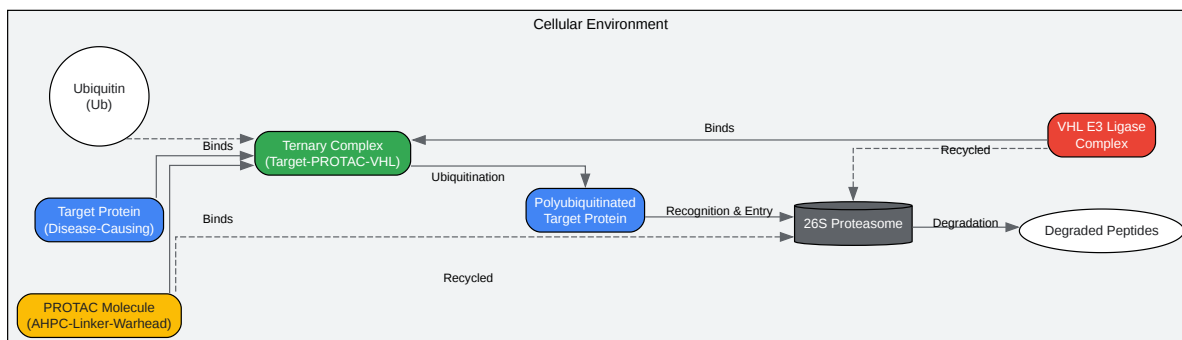 Cellular Environment
Ubiquitin
(Ub)
Binds
Ternary Complex
(Target-PROTAC-VHL)
Binds
VHL E3 Ligase
Complex
Recycled
Ubiquitination
Target Protein
(Disease-Causing)
Binds
Polyubiquitinated
Target Protein
Recognition & Entry
26S Proteasome
Degradation
Degraded Peptides
Recycled
PROTAC Molecule
(AHPC-Linker-Warhead)